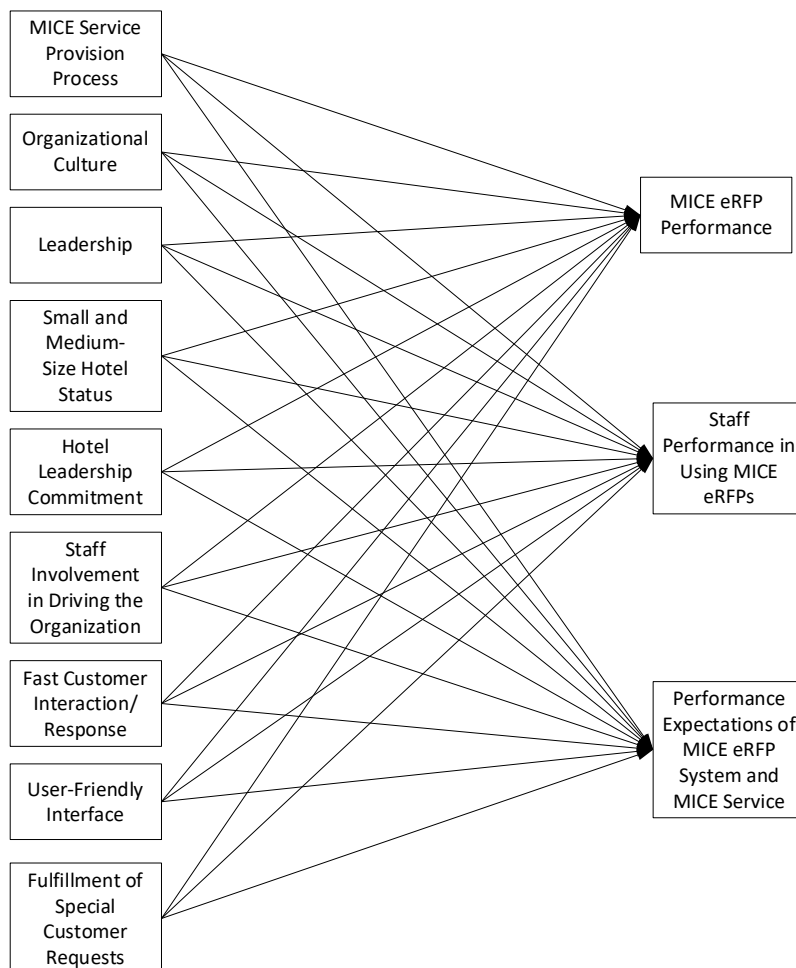 MICE Service
Provision
Process
Organizational
Culture
Leadership
Small and
Medium-
Size Hotel
Status
Hotel
Leadership
Commitment
Staff
Involvement
in Driving the
Organization
Fast Customer
Interaction/
Response
User-Friendly
Interface
Fulfillment of
Special
Customer
Requests
MICE eRFP
Performance
Staff
Performance in
Using MICE
eRFPs
Performance
Expectations of
MICE eRFP
System and
MICE Service